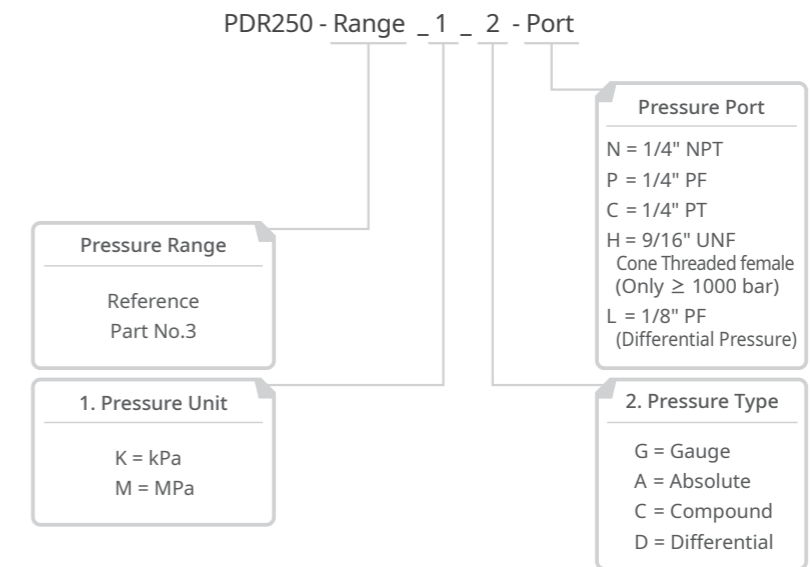 PDR250 - Range _ 1 _ 2 - Port
Pressure Port
N = 1/4" NPT
P = 1/4" PF
C = 1/4" PT
H = 9/16" UNF
Cone Threaded female
(Only ≥ 1000 bar)
L = 1/8" PF
(Differential Pressure)
Pressure Range
Reference
Part No.3
1. Pressure Unit
K = kPa
M = MPa
2. Pressure Type
G = Gauge
A = Absolute
C = Compound
D = Differential